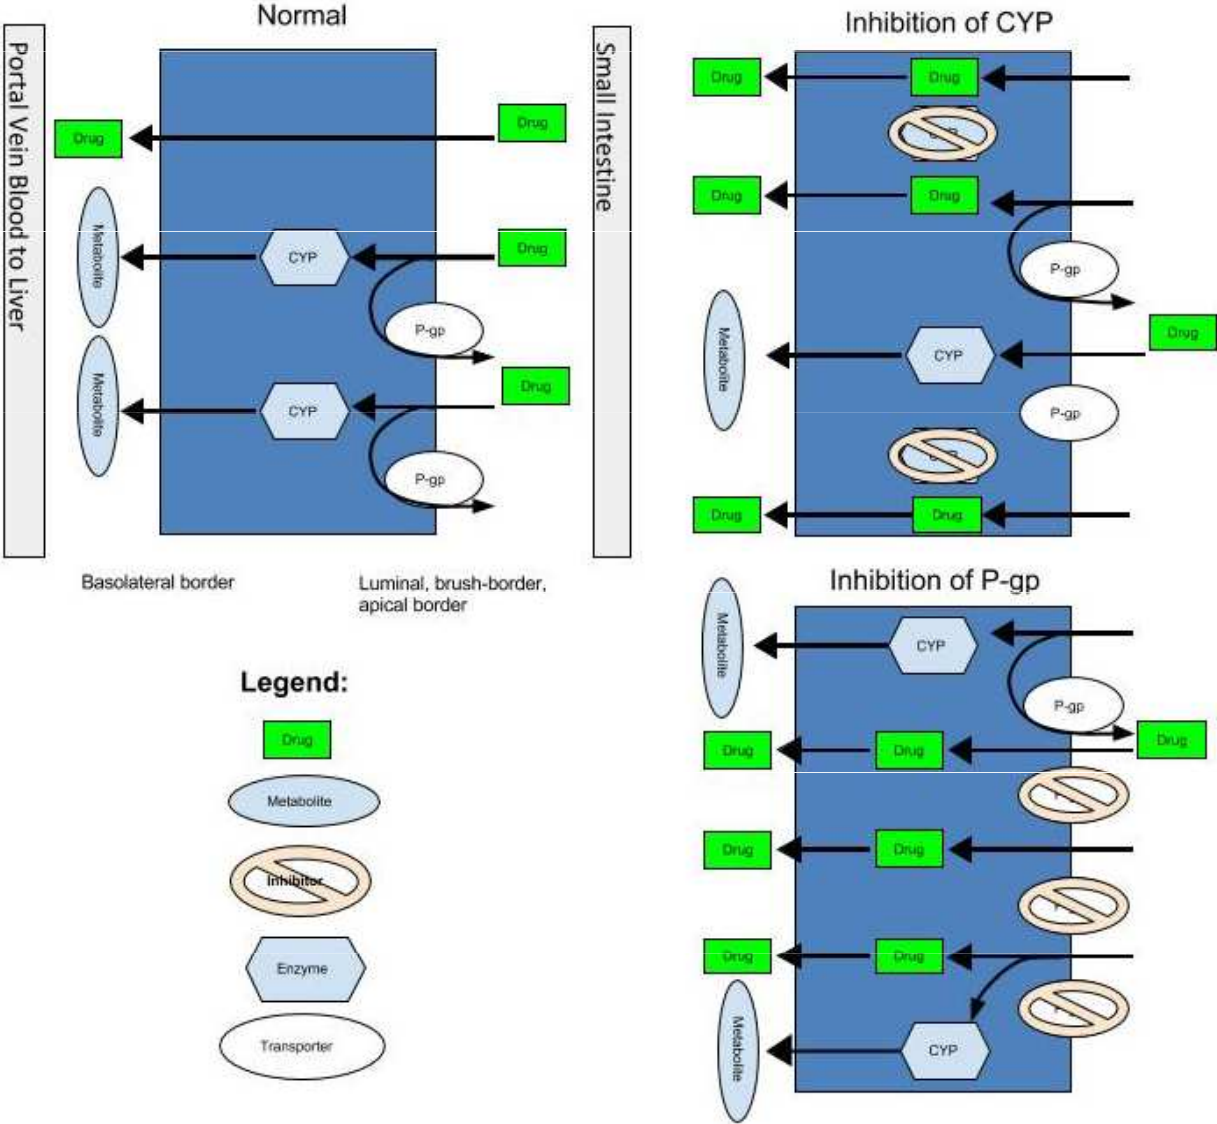 Normal
Portal Vein Blood to Liver
Drug
Drug
Metabolite
CYP
Drug
P-gp
Metabolite
CYP
Drug
P-gp
Small Intestine
Basolateral border
Luminal, brush-border,
apical border
Legend:
Drug
Metabolite
Inhibitor
Enzyme
Transporter
Inhibition of CYP
Drug
Drug
Drug
Drug
P-gp
Drug
Metabolite
CYP
P-gp
Drug
Drug
Inhibition of P-gp
Metabolite
CYP
P-gp
Drug
Drug
Drug
Drug
Drug
Drug
Drug
Metabolite
CYP